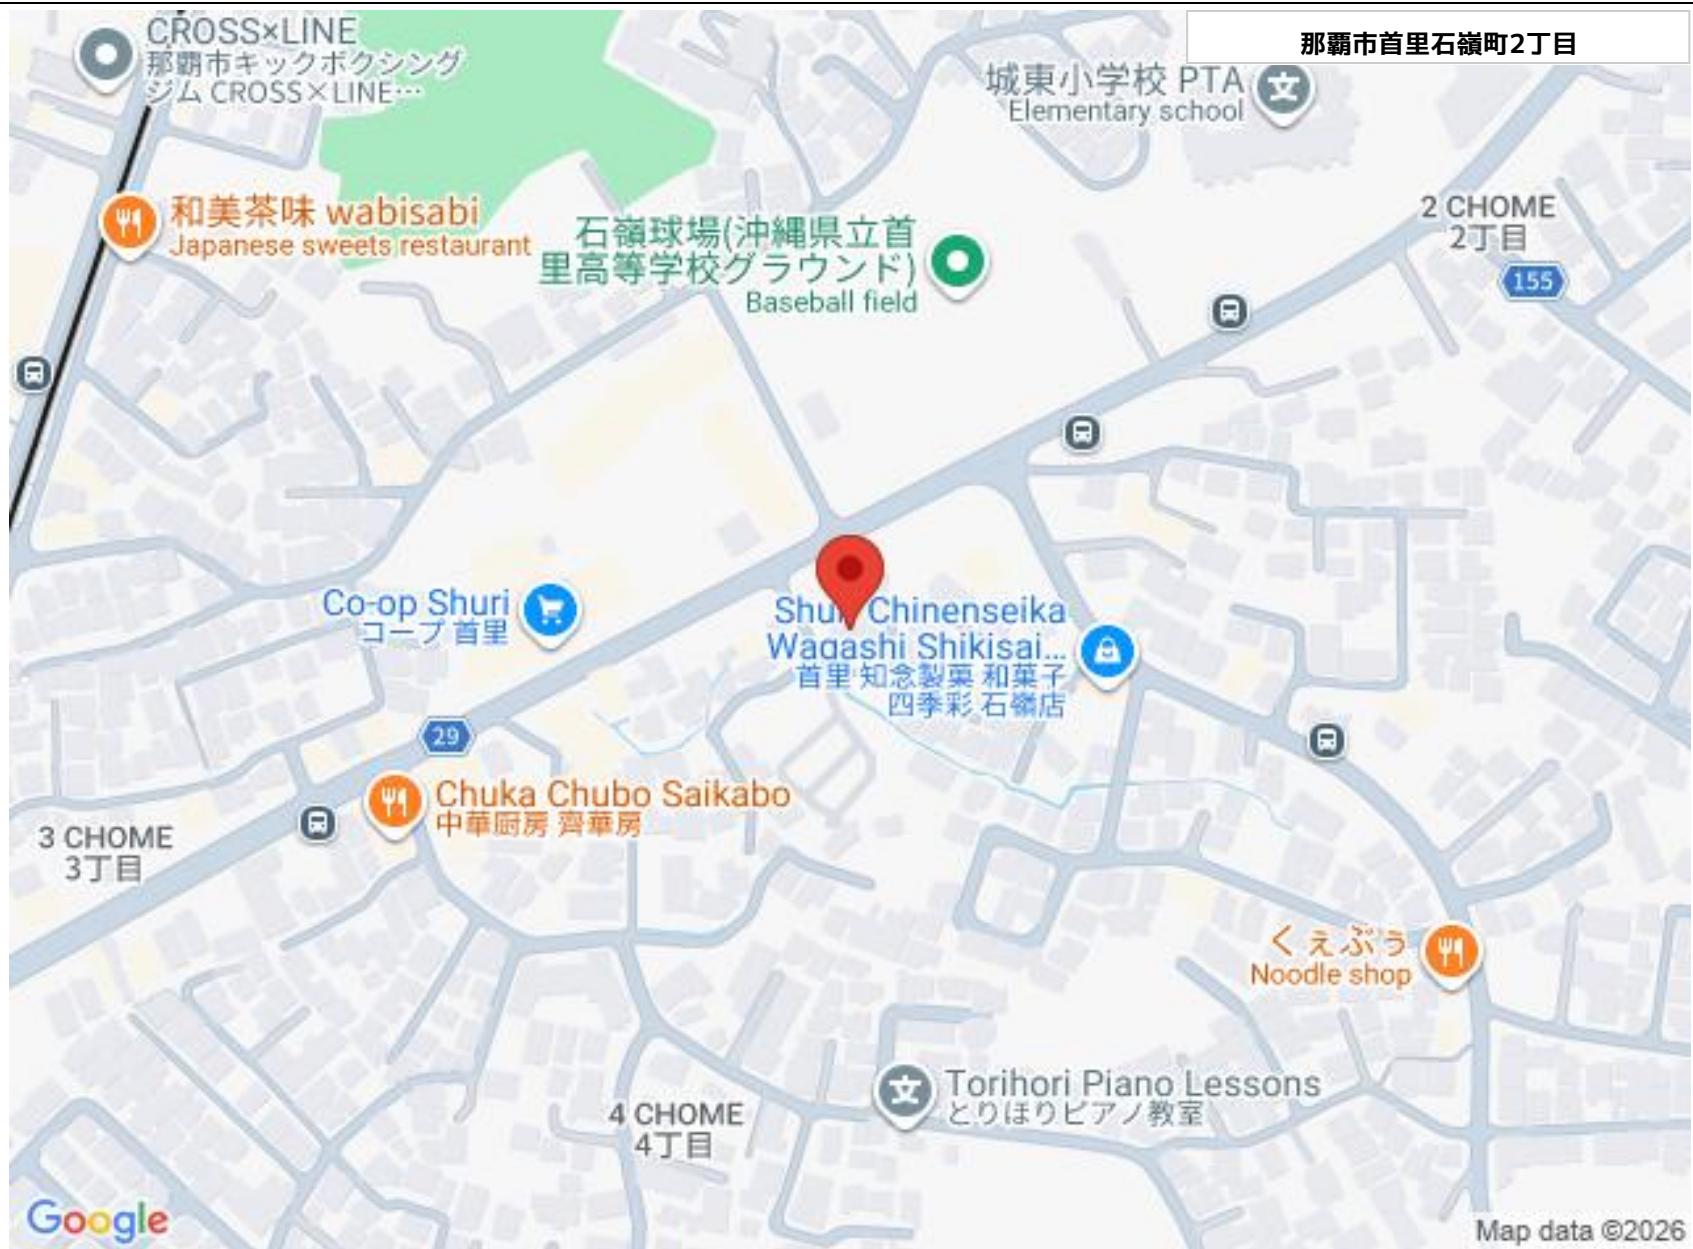 那覇市首里石嶺町2丁目
CROSS×LINE
那覇市キックボクシング
ジム CROSS×LINE…
城東小学校 PTA
Elementary school
和美茶味 wabisabi
Japanese sweets restaurant
2 CHOME
2丁目
石嶺球場(沖縄県立首
里高等学校グラウンド)
Baseball field
155
Co-op Shuri
コープ 首里
Shuri Chinenseika
Wagashi Shikisai...
首里 知念製菓 和菓子
四季彩 石嶺店
29
Chuka Chubo Saikabo
中華厨房 齊華房
3 CHOME
3丁目
くぇぶぅ
Noodle shop
Torihori Piano Lessons
とりほりピアノ教室
4 CHOME
4丁目
Google
Map data ©2026